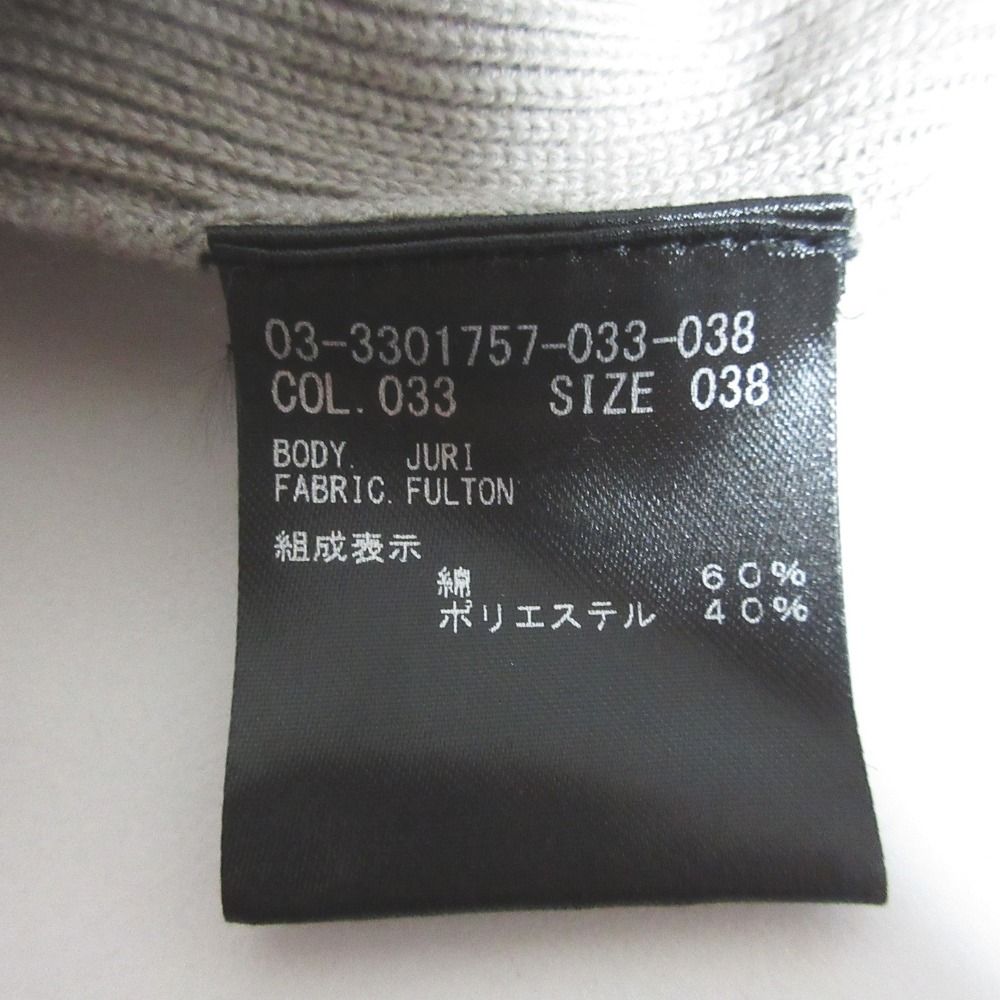 03-3301757-033-038
COL. 033 SIZE 038
BODY. JURI
FABRIC. FULTON
組成表示
綿 60%
ポリエステル 40%